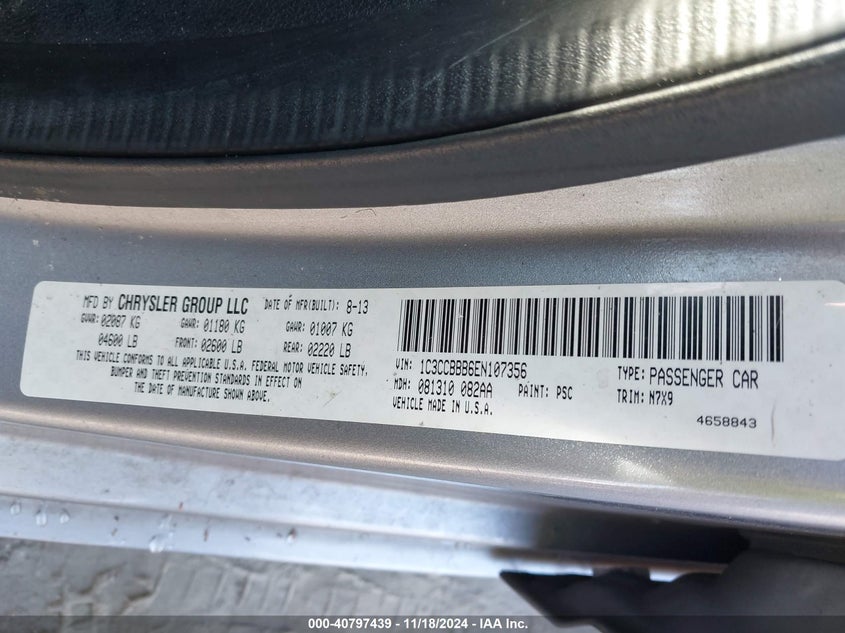 MFD BY CHRYSLER GROUP LLC DATE OF MFR(BUILT): 8-13
GVWR: 02087 KG GAWR: 01180 KG GAWR: 01007 KG
04600 LB FRONT: 02600 LB REAR: 02220 LB
THIS VEHICLE CONFORMS TO ALL APPLICABLE U.S.A. FEDERAL MOTOR VEHICLE SAFETY,
BUMPER AND THEFT PREVENTION STANDARDS IN EFFECT ON
THE DATE OF MANUFACTURE SHOWN ABOVE.
VIN: 1C3CCBBB6EN107356 TYPE: PASSENGER CAR
MDH: 081310 082AA PAINT: PSC TRIM: N7X9
VEHICLE MADE IN U.S.A. 4658843
000-40797439 - 11/18/2024 - IAA Inc.